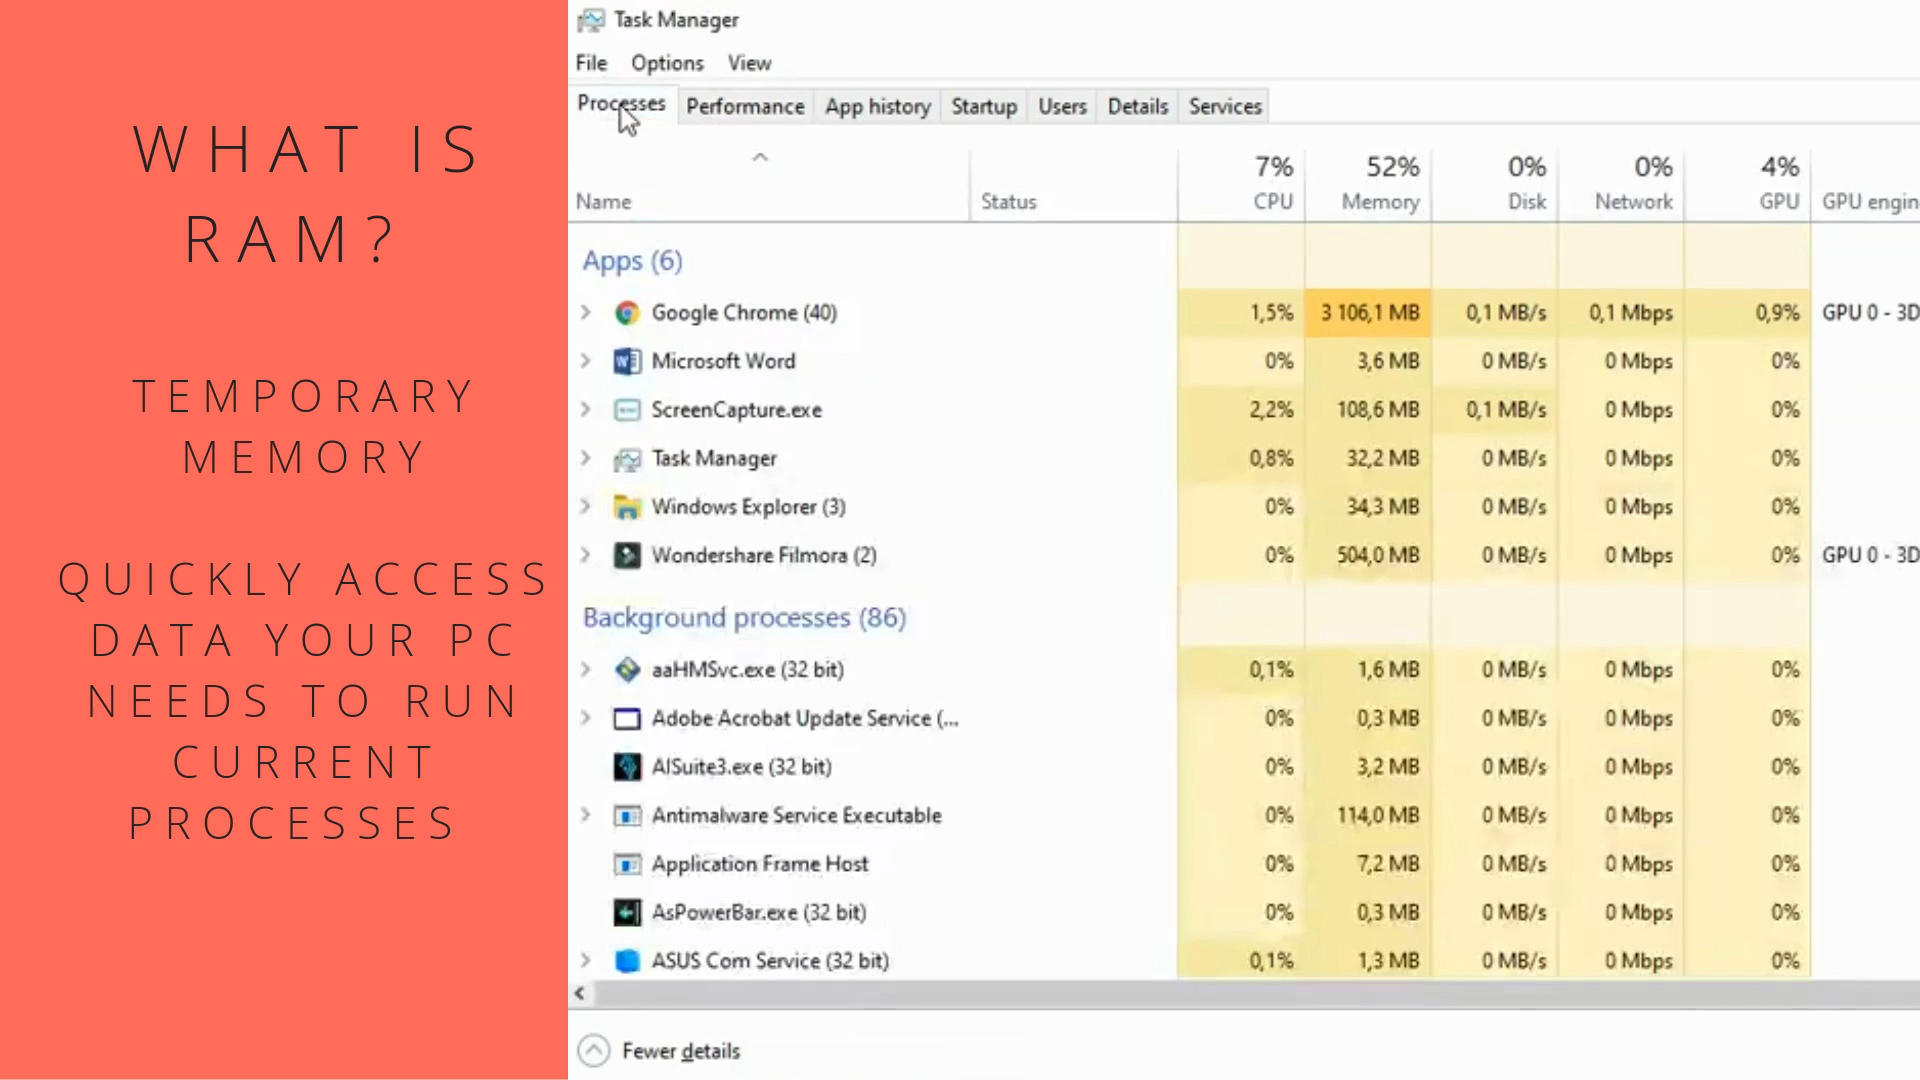 WHAT IS
RAM?
TEMPORARY
MEMORY
QUICKLY ACCESS
DATA YOUR PC
NEEDS TO RUN
CURRENT
PROCESSES
Task Manager
File Options View
Processes Performance App history Startup Users Details Services
7% 52% 0% 0% 4%
Name Status CPU Memory Disk Network GPU GPU engin
Apps (6)
Google Chrome (40) 1,5% 3 106,1 MB 0,1 MB/s 0,1 Mbps 0,9% GPU 0 - 3D
Microsoft Word 0% 3,6 MB 0 MB/s 0 Mbps 0%
ScreenCapture.exe 2,2% 108,6 MB 0,1 MB/s 0 Mbps 0%
Task Manager 0,8% 32,2 MB 0 MB/s 0 Mbps 0%
Windows Explorer (3) 0% 34,3 MB 0 MB/s 0 Mbps 0%
Wondershare Filmora (2) 0% 504,0 MB 0 MB/s 0 Mbps 0% GPU 0 - 3D
Background processes (86)
aaHMSvc.exe (32 bit) 0,1% 1,6 MB 0 MB/s 0 Mbps 0%
Adobe Acrobat Update Service (... 0% 0,3 MB 0 MB/s 0 Mbps 0%
AISuite3.exe (32 bit) 0% 3,2 MB 0 MB/s 0 Mbps 0%
Antimalware Service Executable 0% 114,0 MB 0 MB/s 0 Mbps 0%
Application Frame Host 0% 7,2 MB 0 MB/s 0 Mbps 0%
AsPowerBar.exe (32 bit) 0% 0,3 MB 0 MB/s 0 Mbps 0%
ASUS Com Service (32 bit) 0,1% 1,3 MB 0 MB/s 0 Mbps 0%
Fewer details